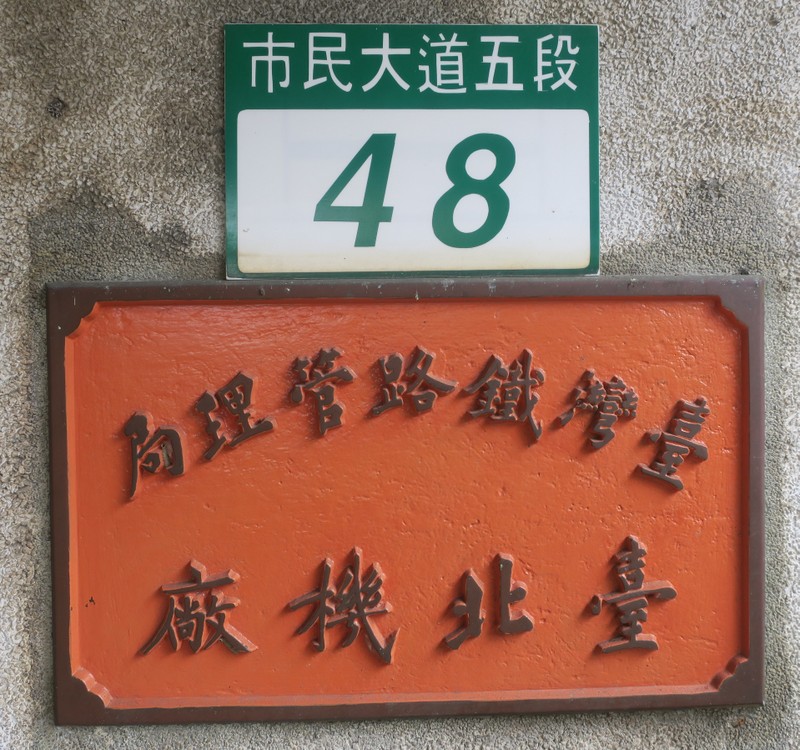 市民大道五段
48
臺灣鐵路管理局
臺北機廠